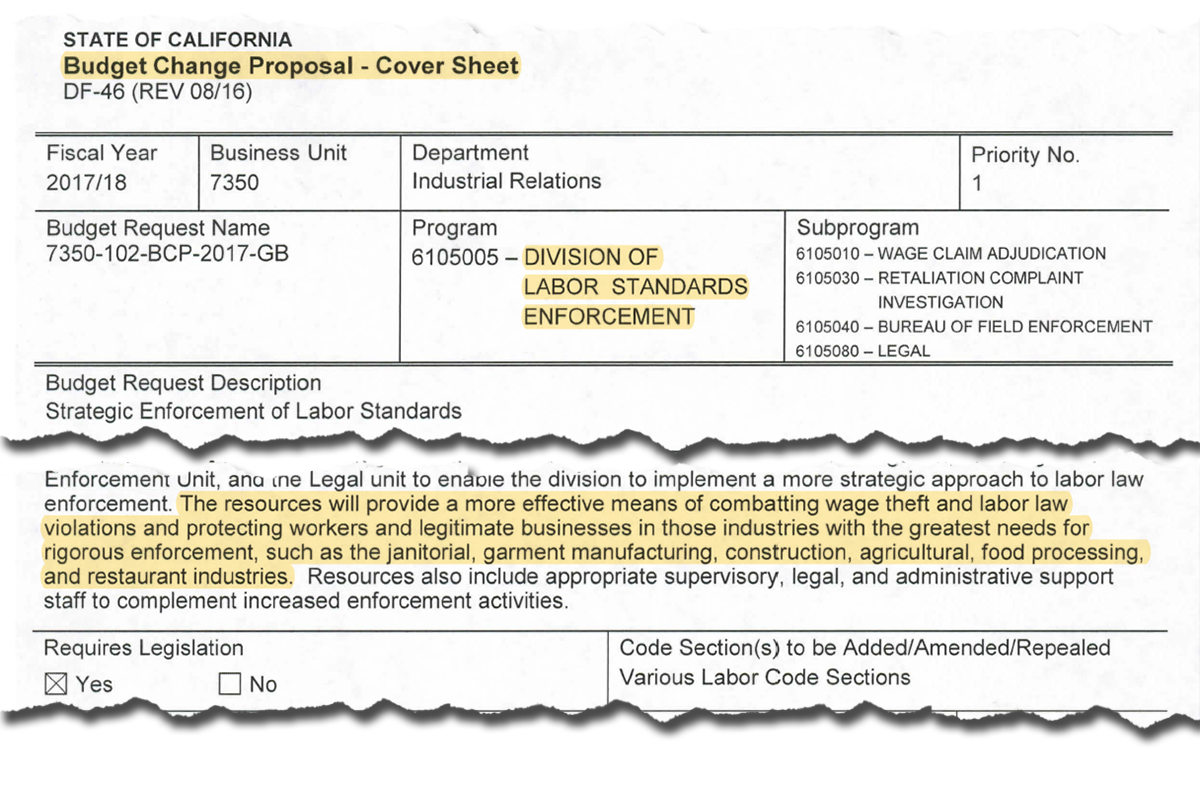 STATE OF CALIFORNIA
Budget Change Proposal - Cover Sheet
DF-46 (REV 08/16)
Fiscal Year
2017/18
Business Unit
7350
Department
Industrial Relations
Priority No.
1
Budget Request Name
7350-102-BCP-2017-GB
Program
6105005 – DIVISION OF
LABOR STANDARDS
ENFORCEMENT
Subprogram
6105010 – WAGE CLAIM ADJUDICATION
6105030 – RETALIATION COMPLAINT
INVESTIGATION
6105040 – BUREAU OF FIELD ENFORCEMENT
6105080 – LEGAL
Budget Request Description
Strategic Enforcement of Labor Standards
Enforcement Unit, and the Legal unit to enable the division to implement a more strategic approach to labor law
enforcement. The resources will provide a more effective means of combatting wage theft and labor law
violations and protecting workers and legitimate businesses in those industries with the greatest needs for
rigorous enforcement, such as the janitorial, garment manufacturing, construction, agricultural, food processing,
and restaurant industries. Resources also include appropriate supervisory, legal, and administrative support
staff to complement increased enforcement activities.
Requires Legislation
Yes No
Code Section(s) to be Added/Amended/Repealed
Various Labor Code Sections